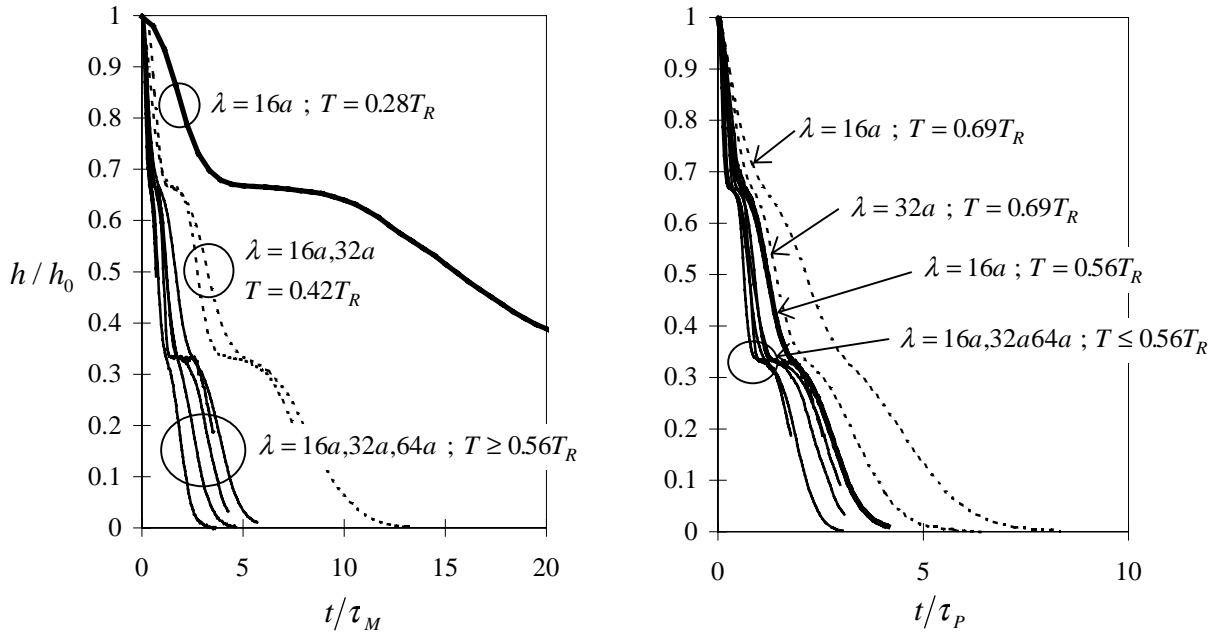 1
0.9
0.8
0.7
0.6
0.5
0.4
0.3
0.2
0.1
0
h / h₀
λ = 16a ; T = 0.28T_R
λ = 16a,32a
T = 0.42T_R
λ = 16a,32a,64a ; T ≥ 0.56T_R
0 5 10 15 20
t/τ_M
1
0.9
0.8
0.7
0.6
0.5
0.4
0.3
0.2
0.1
0
λ = 16a ; T = 0.69T_R
λ = 32a ; T = 0.69T_R
λ = 16a ; T = 0.56T_R
λ = 16a,32a64a ; T ≤ 0.56T_R
0 5 10
t/τ_P